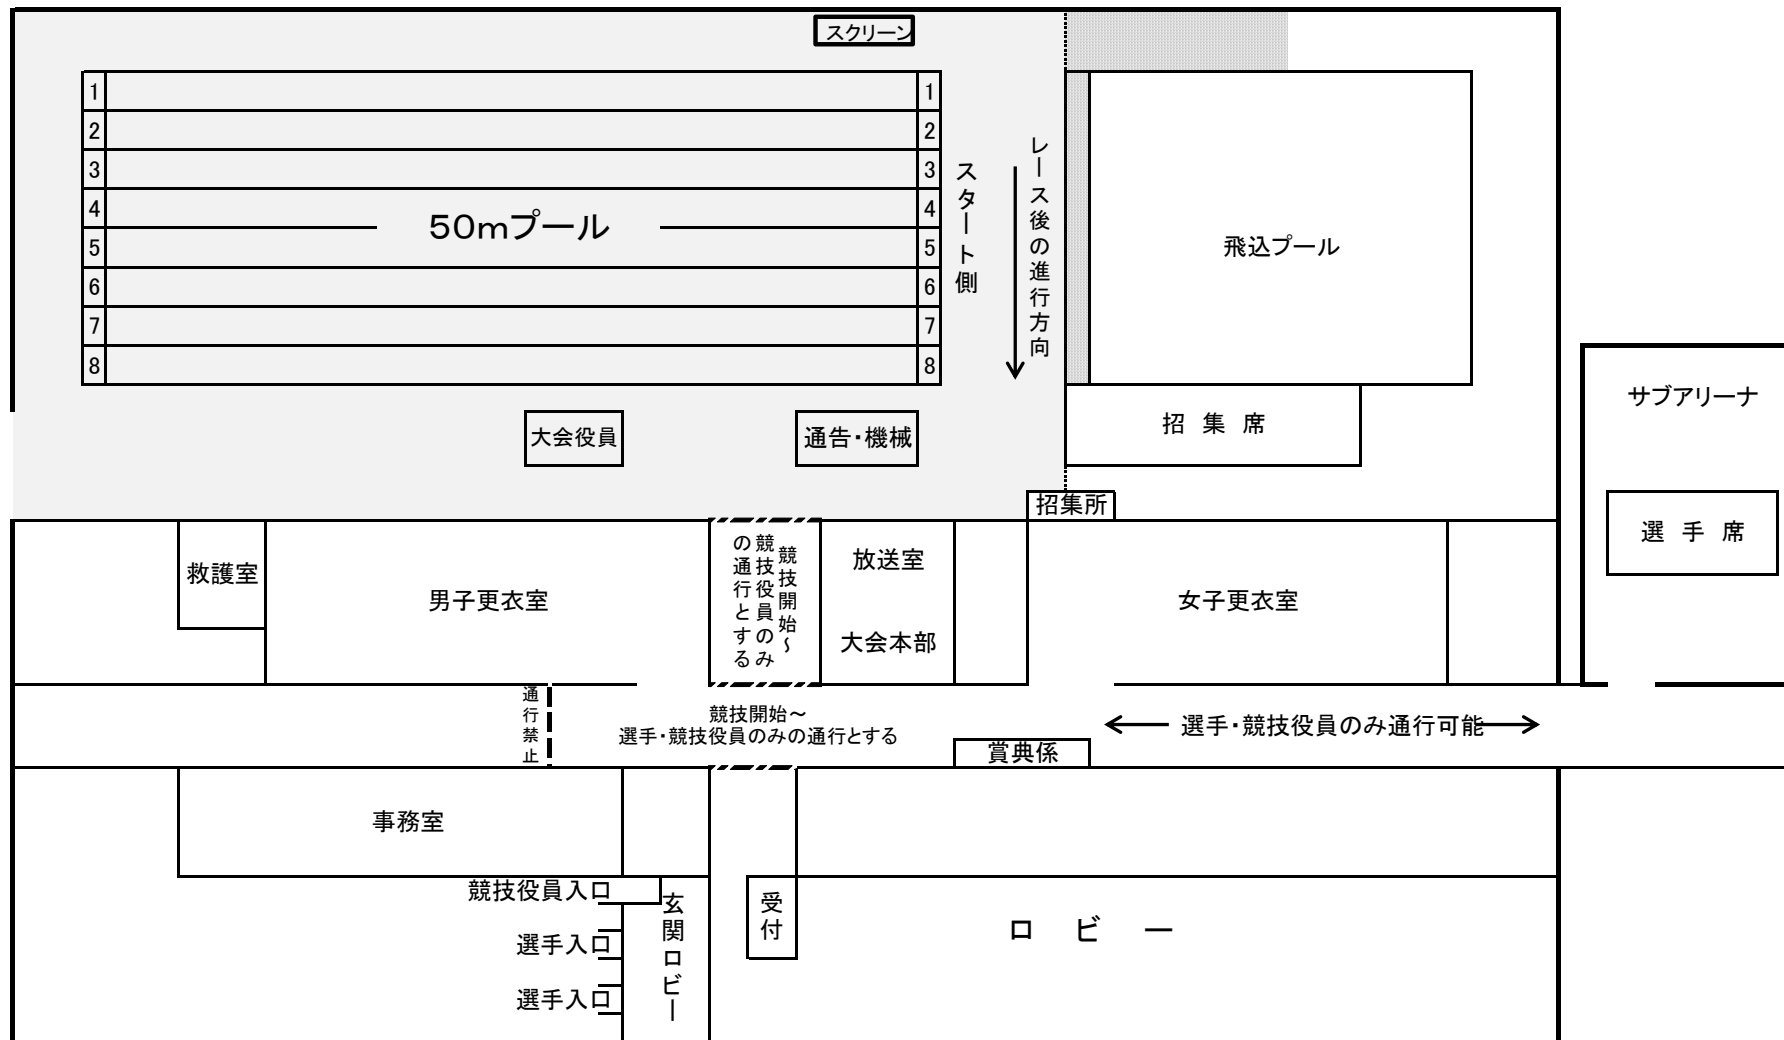 スクリーン
1
2
3
4
5
6
7
8
50mプール
1
2
3
4
5
6
7
8
スタート側
レース後の進行方向
飛込プール
サブアリーナ
大会役員
通告・機械
招集席
招集所
選手席
救護室
男子更衣室
競技開始～
競技役員のみ
の通行とする
放送室
大会本部
女子更衣室
通行禁止
競技開始～
選手・競技役員のみの通行とする
賞典係
選手・競技役員のみ通行可能
事務室
競技役員入口
選手入口
選手入口
玄関ロビー
受付
ロビー